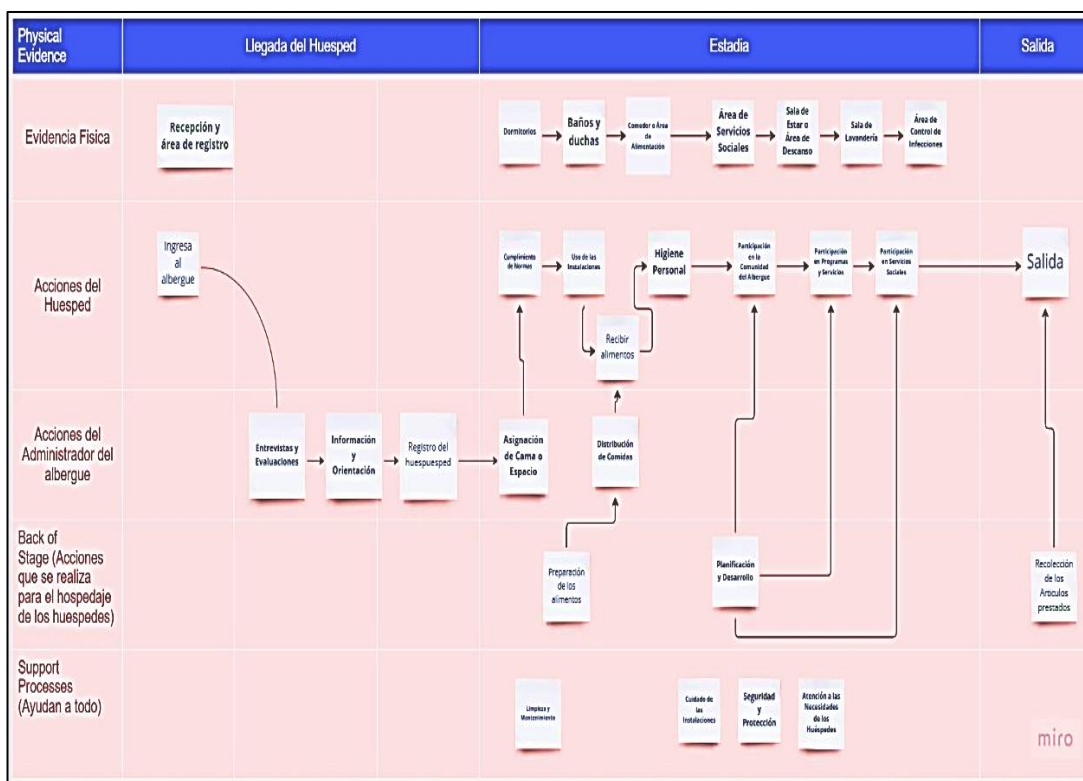 Physical
Evidence
Llegada del Huesped
Estadia
Salida
Evidencia Fisica
Recepción y
área de registro
Dormitorios
Baños y
duchas
Comedor o Área
de
Alimentación
Área de
Servicios
Sociales
Sala de
Estar o Área
de Descanso
Sala de
Lavandería
Área de
Control de
Infecciones
Acciones del
Huesped
Ingresa
al
albergue
Cumplimiento
de Normas
Uso de las
Instalaciones
Recibir
alimentos
Higiene
Personal
Participación
en la
Comunidad
del Albergue
Participación
en Programas
y Servicios
Participación
en Servicios
Sociales
Salida
Acciones del
Administrador del
albergue
Entrevistas y
Evaluaciones
Información
y
Orientación
Registro del
huespuesped
Asignación
de Cama o
Espacio
Distribución
de Comidas
Back of
Stage (Acciones
que se realiza
para el hospedaje
de los huespedes)
Preparación
de los
alimentos
Planificación
y Desarrollo
Recolección
de los
Artículos
prestados
Support
Processes
(Ayudan a todo)
Limpieza y
Mantenimiento
Cuidado de
las
Instalaciones
Seguridad
y
Protección
Atención a las
Necesidades
de los
Huéspedes
miro